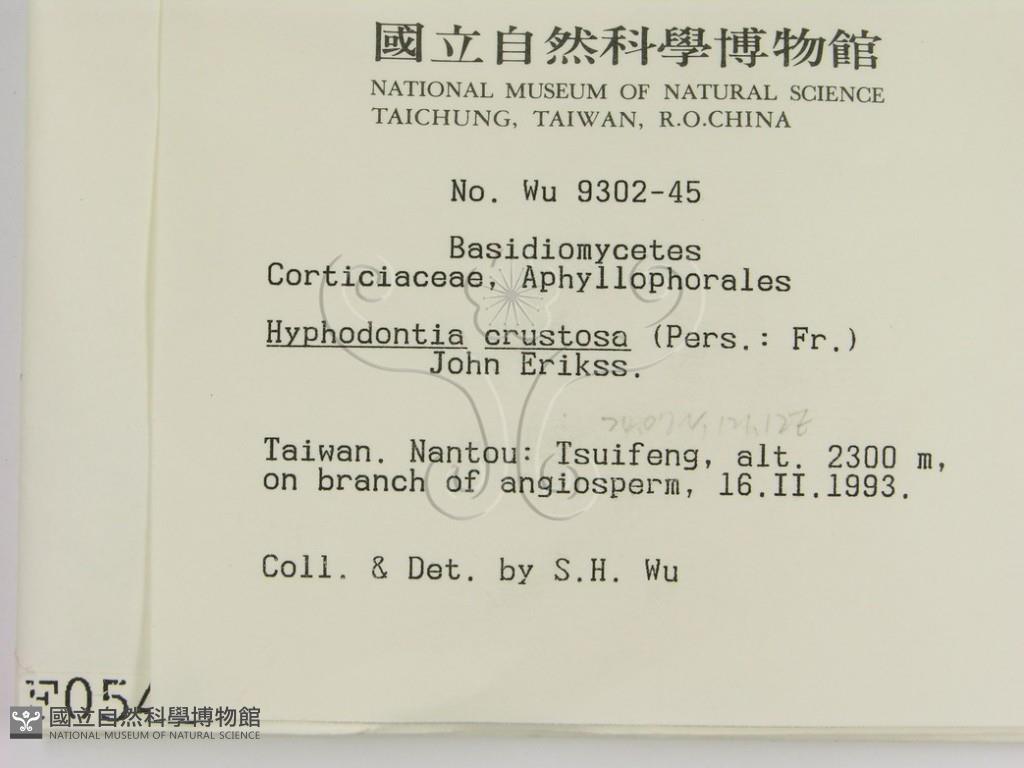 國立自然科學博物館
NATIONAL MUSEUM OF NATURAL SCIENCE
TAICHUNG, TAIWAN, R.O.CHINA
No. Wu 9302-45
Basidiomycetes
Corticiaceae, Aphyllophorales
Hyphodontia crustosa (Pers.: Fr.)
John Erikss.
Taiwan. Nantou: Tsuifeng, alt. 2300 m,
on branch of angiosperm, 16.II.1993.
Coll. & Det. by S.H. Wu
F054
國立自然科學博物館
NATIONAL MUSEUM OF NATURAL SCIENCE